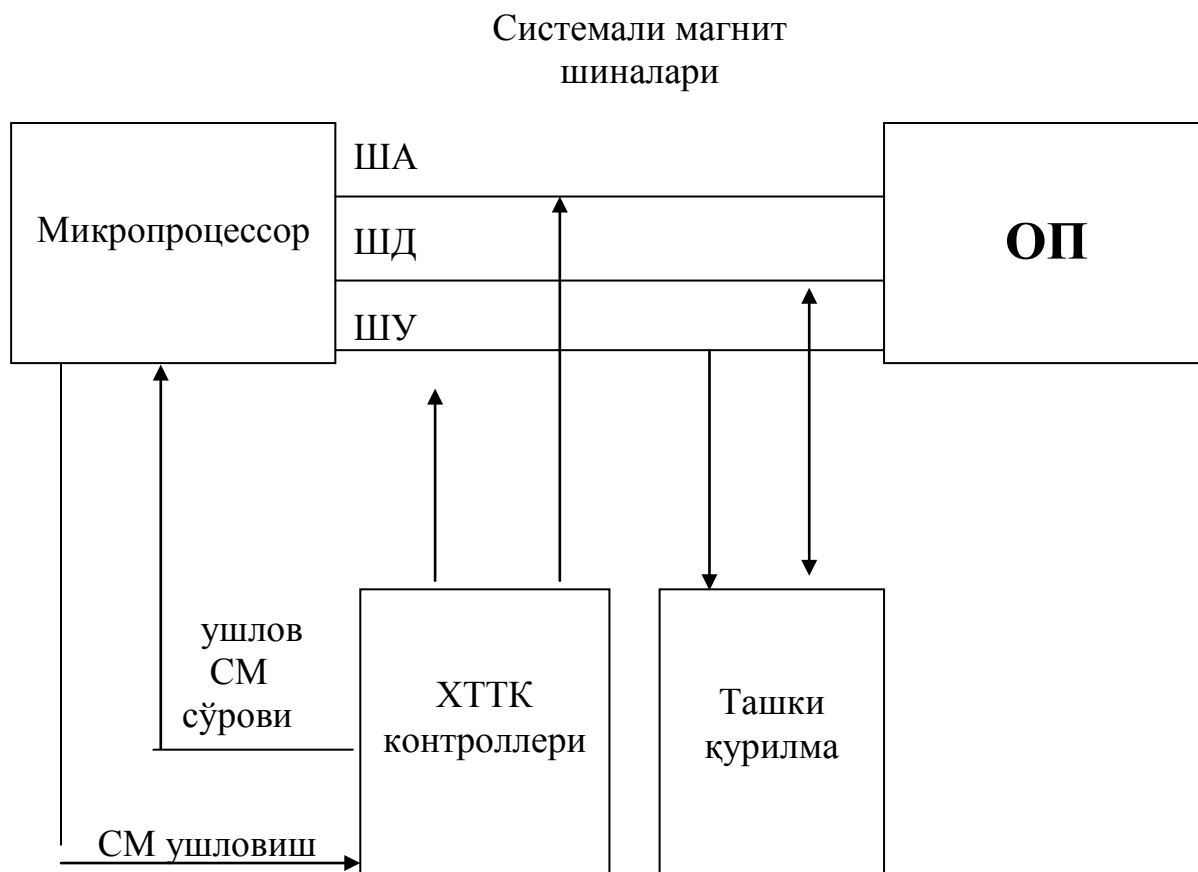 Системали магнит
шиналари
ША
Микропроцессор
ШД
ОП
ШУ
ушлов
СМ
сўрови
ХТТК
контроллери
Ташки
қурилма
СМ ушловиш